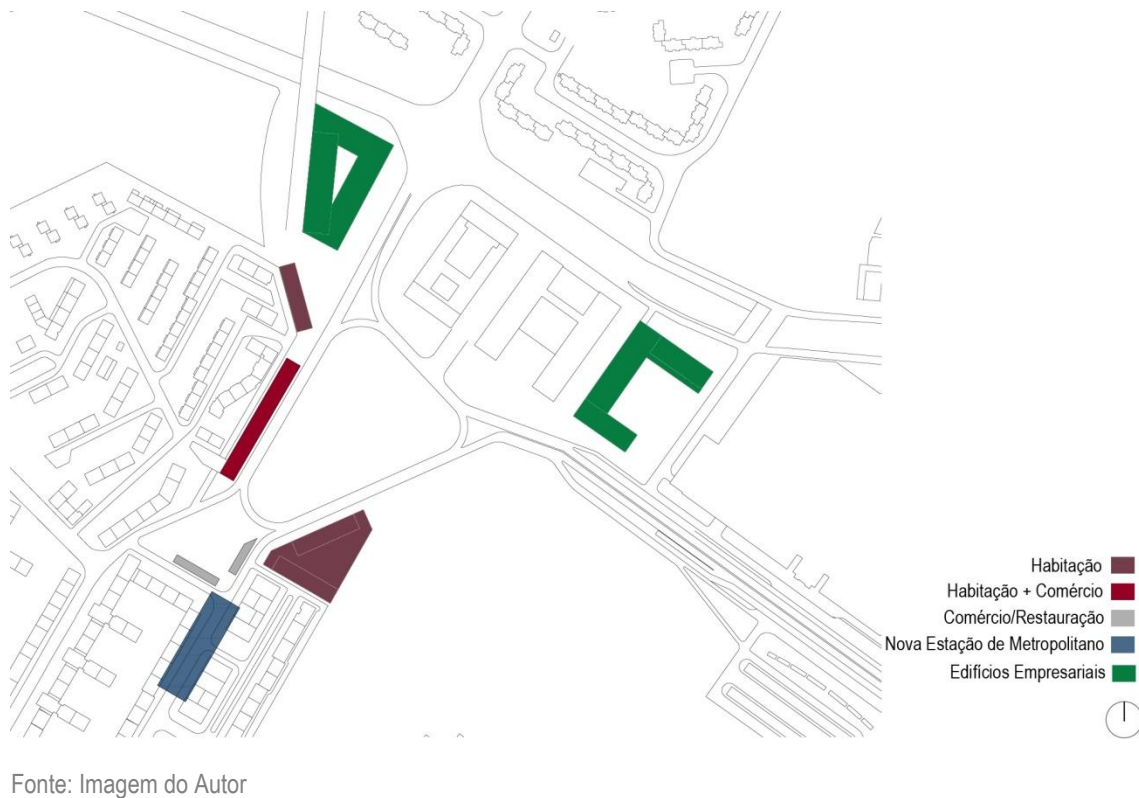 Habitação
Habitação + Comércio
Comércio/Restauração
Nova Estação de Metropolitano
Edifícios Empresariais
Fonte: Imagem do Autor